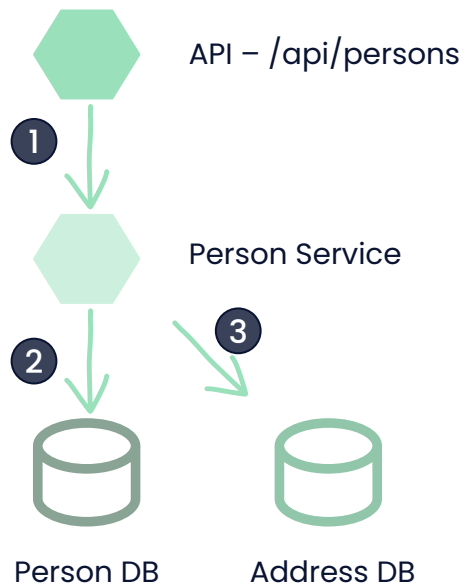 API – /api/persons
1
Person Service
3
2
Person DB
Address DB